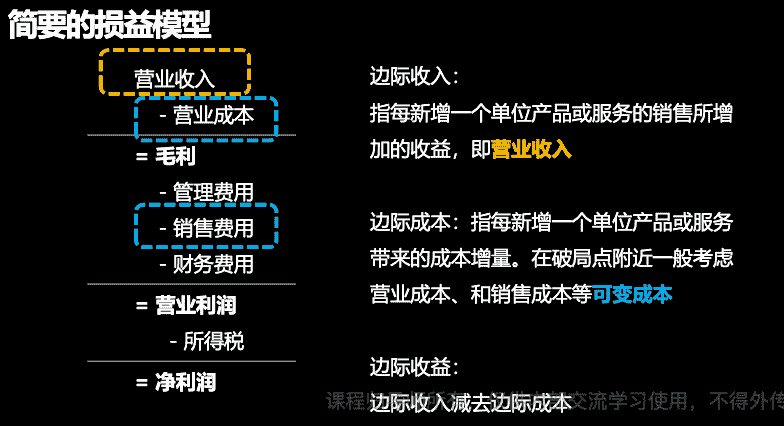 简要的损益模型
营业收入
- 营业成本
= 毛利
- 管理费用
- 销售费用
- 财务费用
= 营业利润
- 所得税
= 净利润
边际收入：
指每新增一个单位产品或服务的销售所增
加的收益，即营业收入
边际成本：指每新增一个单位产品或服务
带来的成本增量。在破局点附近一般考虑
营业成本、和销售成本等可变成本
边际收益：
边际收入减去边际成本
课程 交流学习使用，不得外传